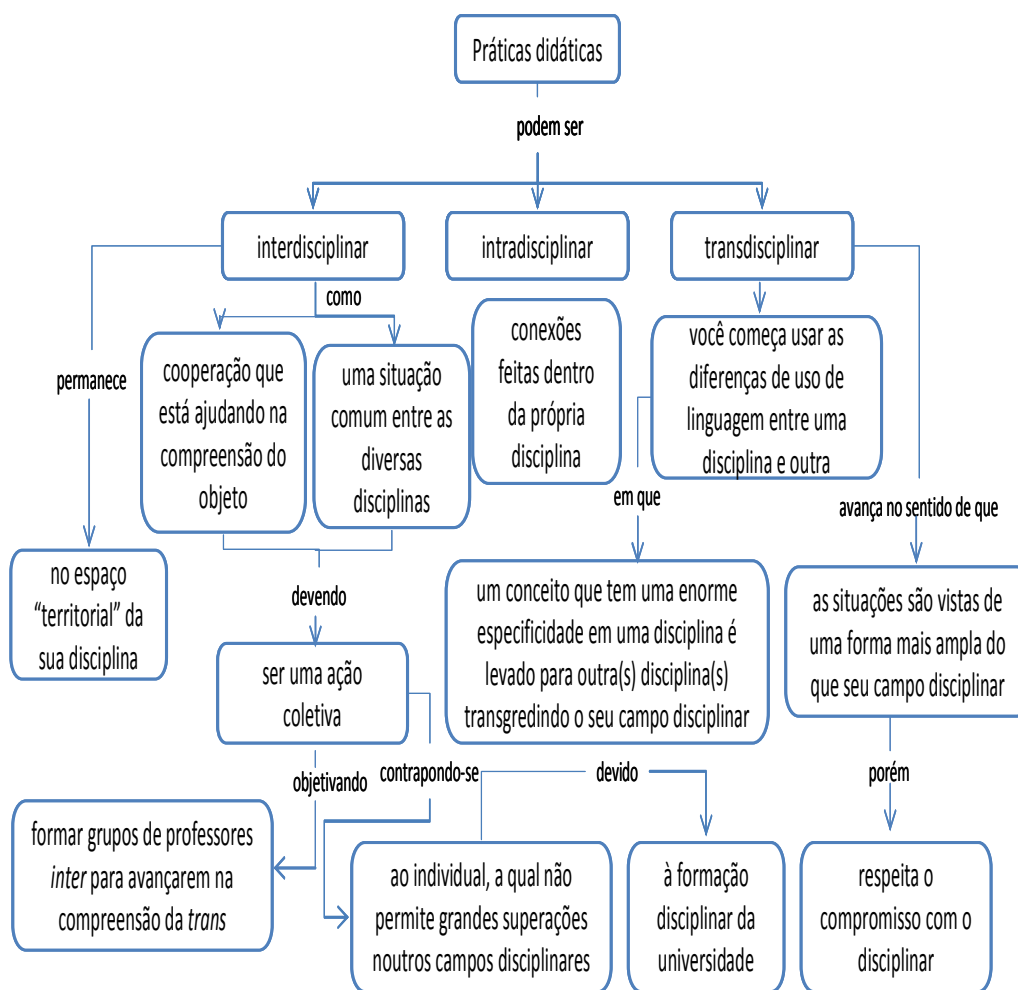 Práticas didáticas
podem ser
interdisciplinar
intradisciplinar
transdisciplinar
como
permanece
cooperação que
está ajudando na
compreensão do
objeto
uma situação
comum entre as
diversas
disciplinas
conexões
feitas dentro
da própria
disciplina
você começa usar as
diferenças de uso de
linguagem entre uma
disciplina e outra
em que
avança no sentido de que
no espaço
“territorial” da
sua disciplina
devendo
ser uma ação
coletiva
um conceito que tem uma enorme
especificidade em uma disciplina é
levado para outra(s) disciplina(s)
transgredindo o seu campo disciplinar
as situações são vistas de
uma forma mais ampla do
que seu campo disciplinar
objetivando
contrapondo-se
devido
porém
formar grupos de professores
inter para avançarem na
compreensão da trans
ao individual, a qual não
permite grandes superações
noutros campos disciplinares
à formação
disciplinar da
universidade
respeita o
compromisso com o
disciplinar